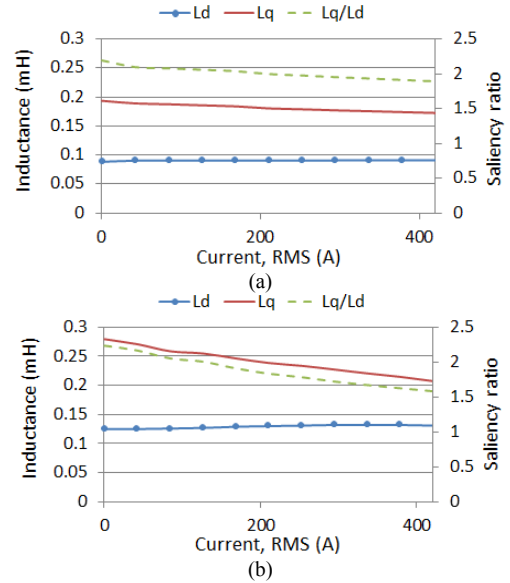 Ld Lq Lq/Ld
0.3 2.5
0.25 2
0.2 1.5
0.15
0.1 1
0.05 0.5
0 0
Inductance (mH)
Saliency ratio
0 200 400
Current, RMS (A)
(a)
Ld Lq Lq/Ld
0.3 2.5
0.25 2
0.2 1.5
0.15
0.1 1
0.05 0.5
0 0
Inductance (mH)
Saliency ratio
0 200 400
Current, RMS (A)
(b)